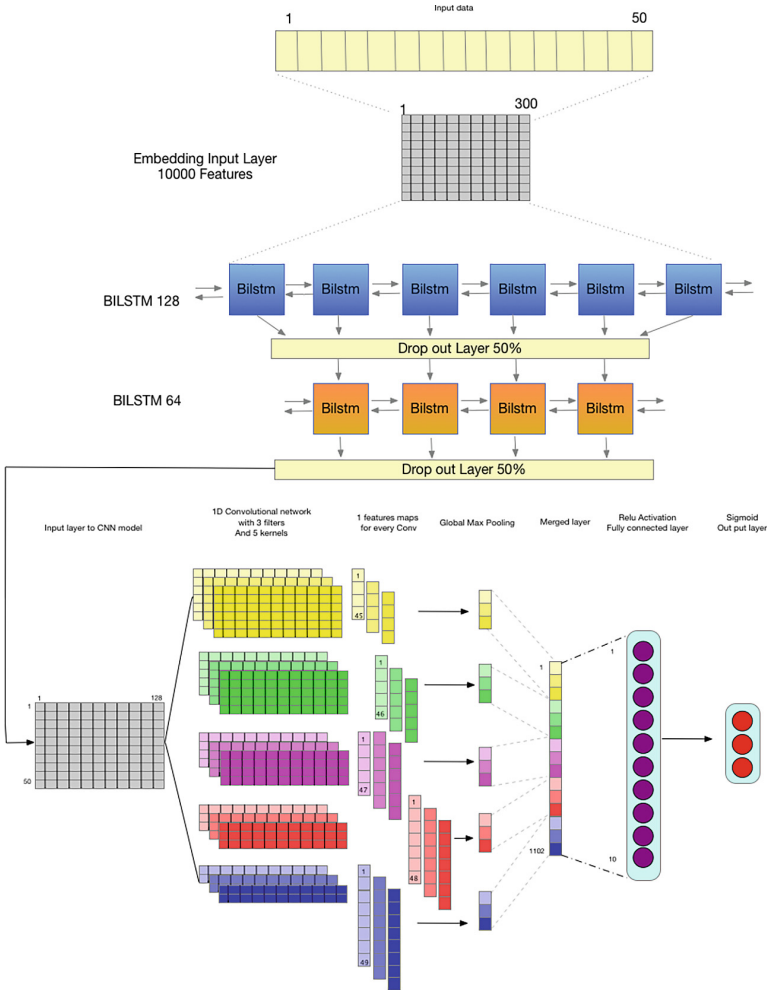 Input data
1 50
1 300
Embedding Input Layer
10000 Features
BILSTM 128
Bilstm Bilstm Bilstm Bilstm Bilstm Bilstm
Drop out Layer 50%
BILSTM 64
Bilstm Bilstm Bilstm Bilstm
Drop out Layer 50%
Input layer to CNN model
1D Convolutional network
with 3 filters
And 5 kernels
1 features maps
for every Conv
Global Max Pooling
Merged layer
Relu Activation
Fully connected layer
Sigmoid
Out put layer
1 128
1
50
1
45
1
46
1
47
1
48
1
49
1
1102
1
10